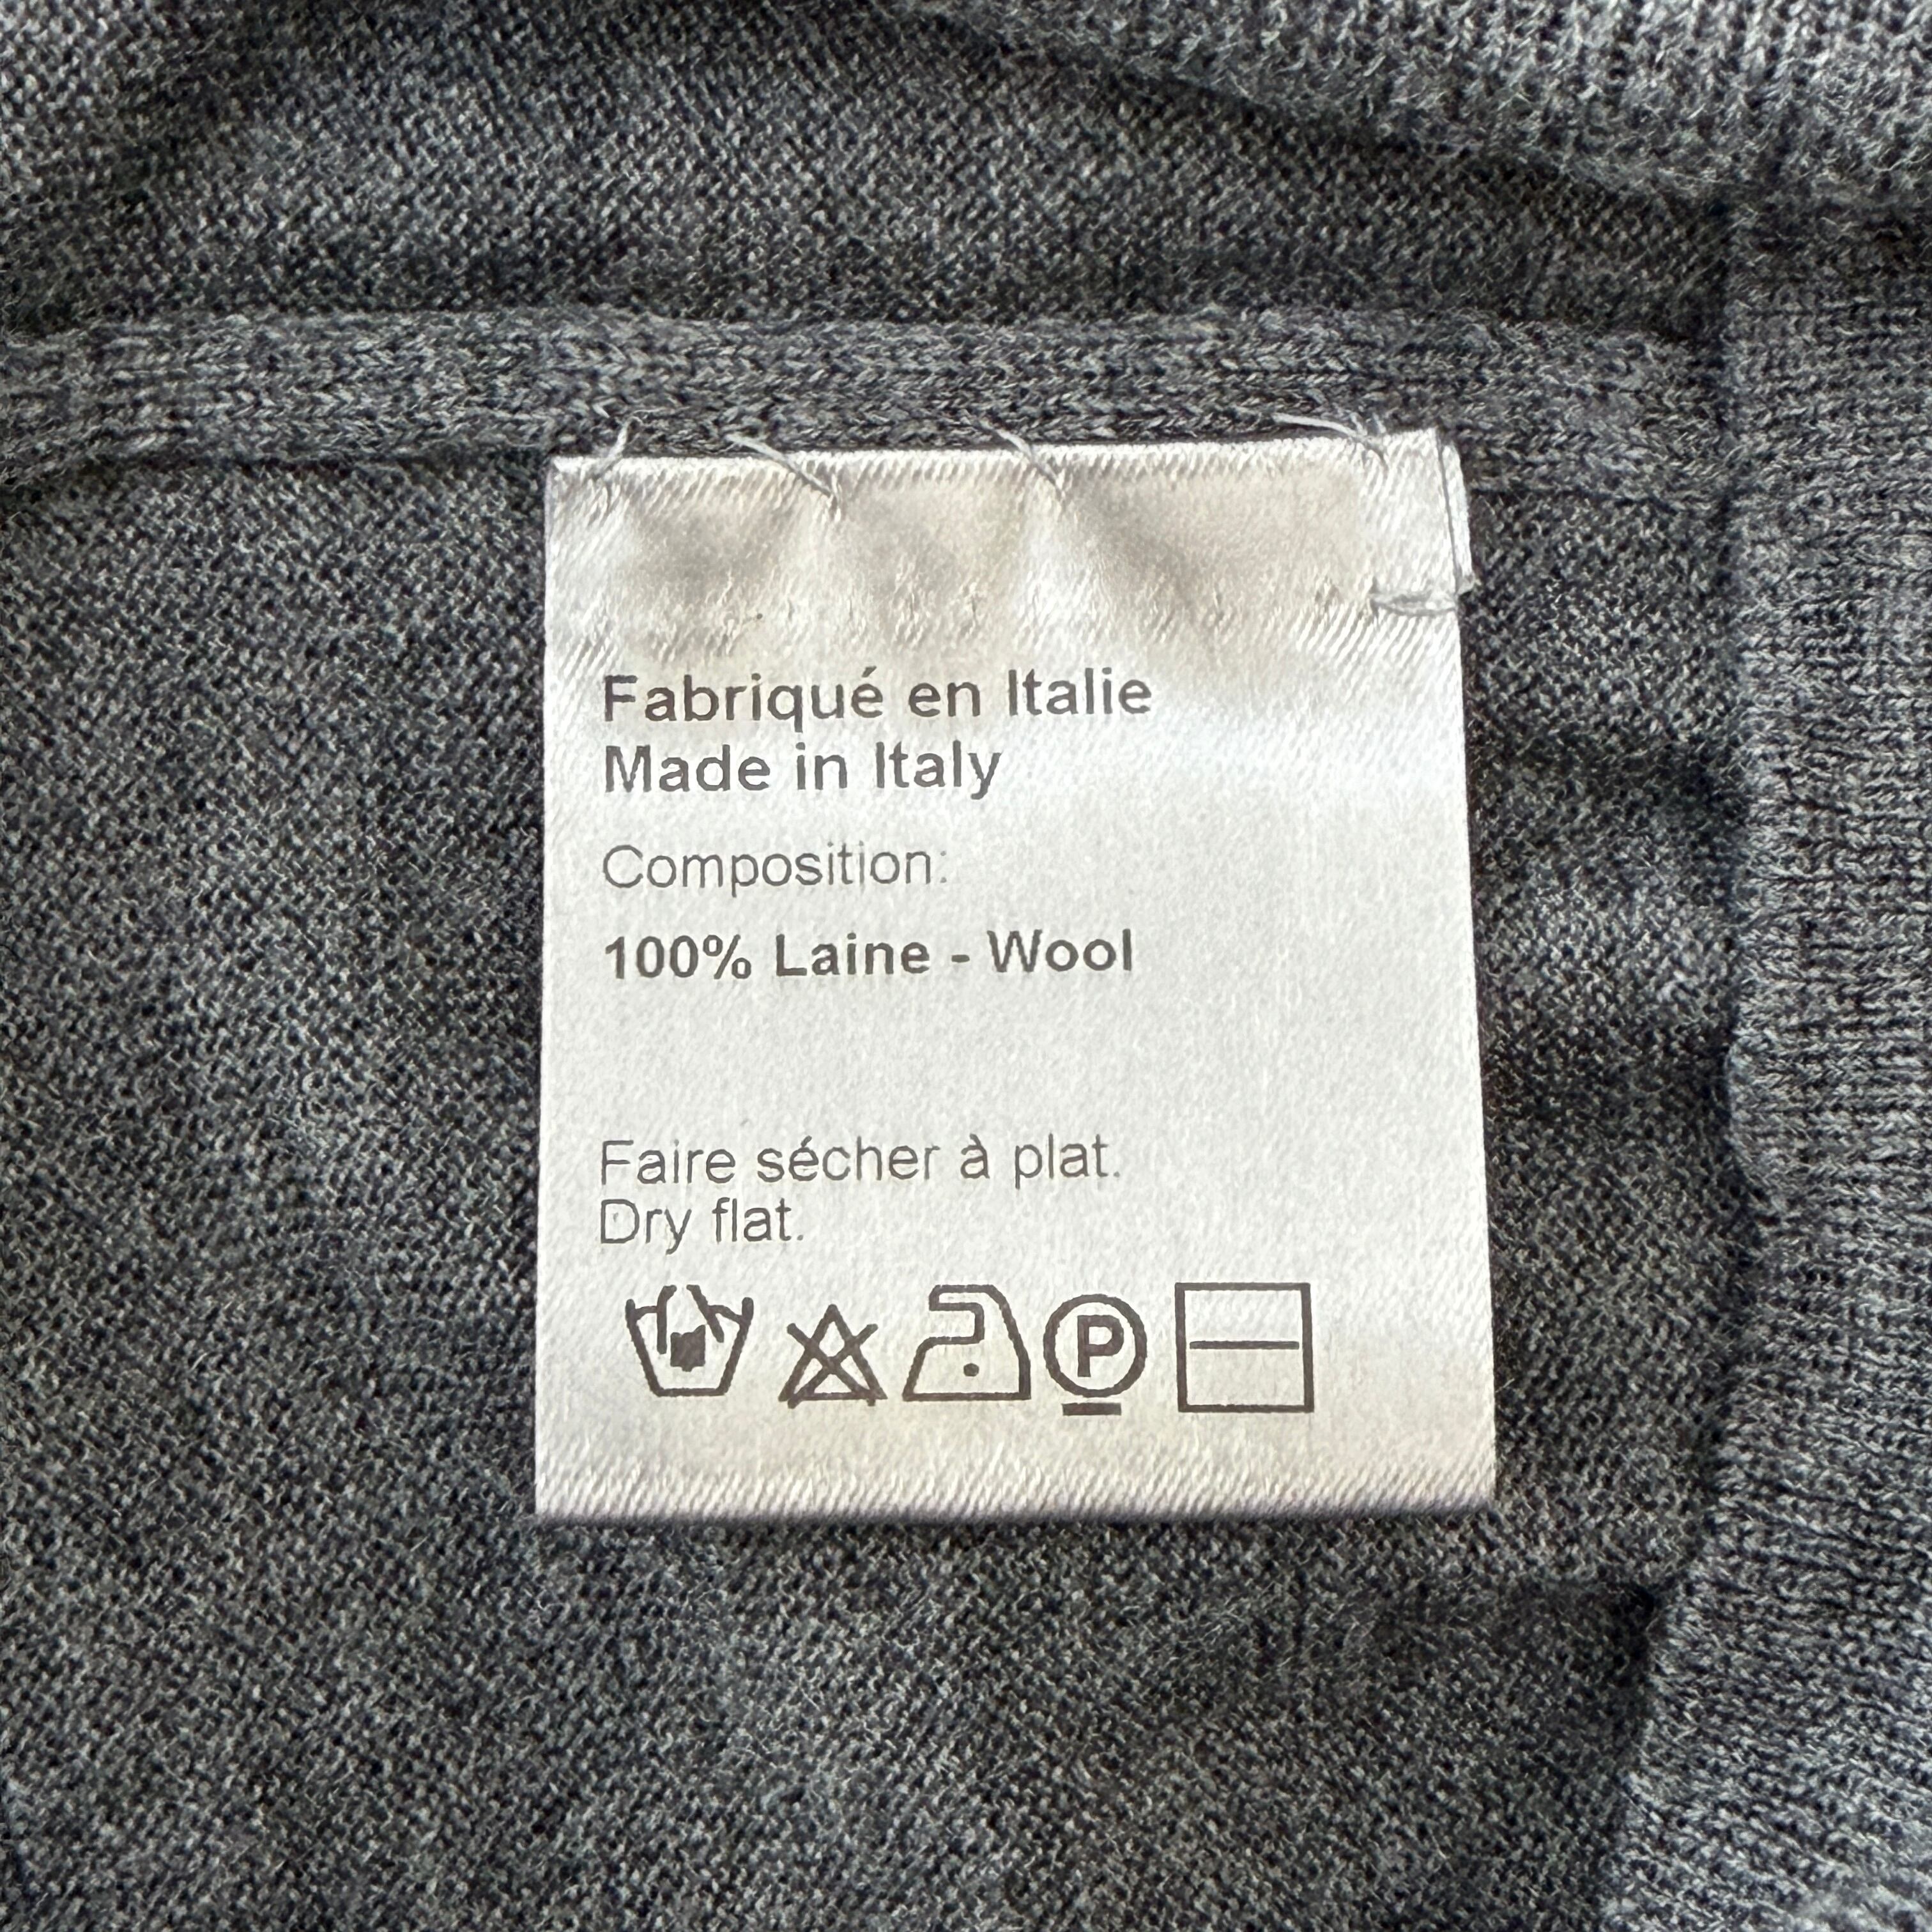 Fabriqué en Italie
Made in Italy
Composition:
100% Laine - Wool
Faire sécher à plat.
Dry flat.
P